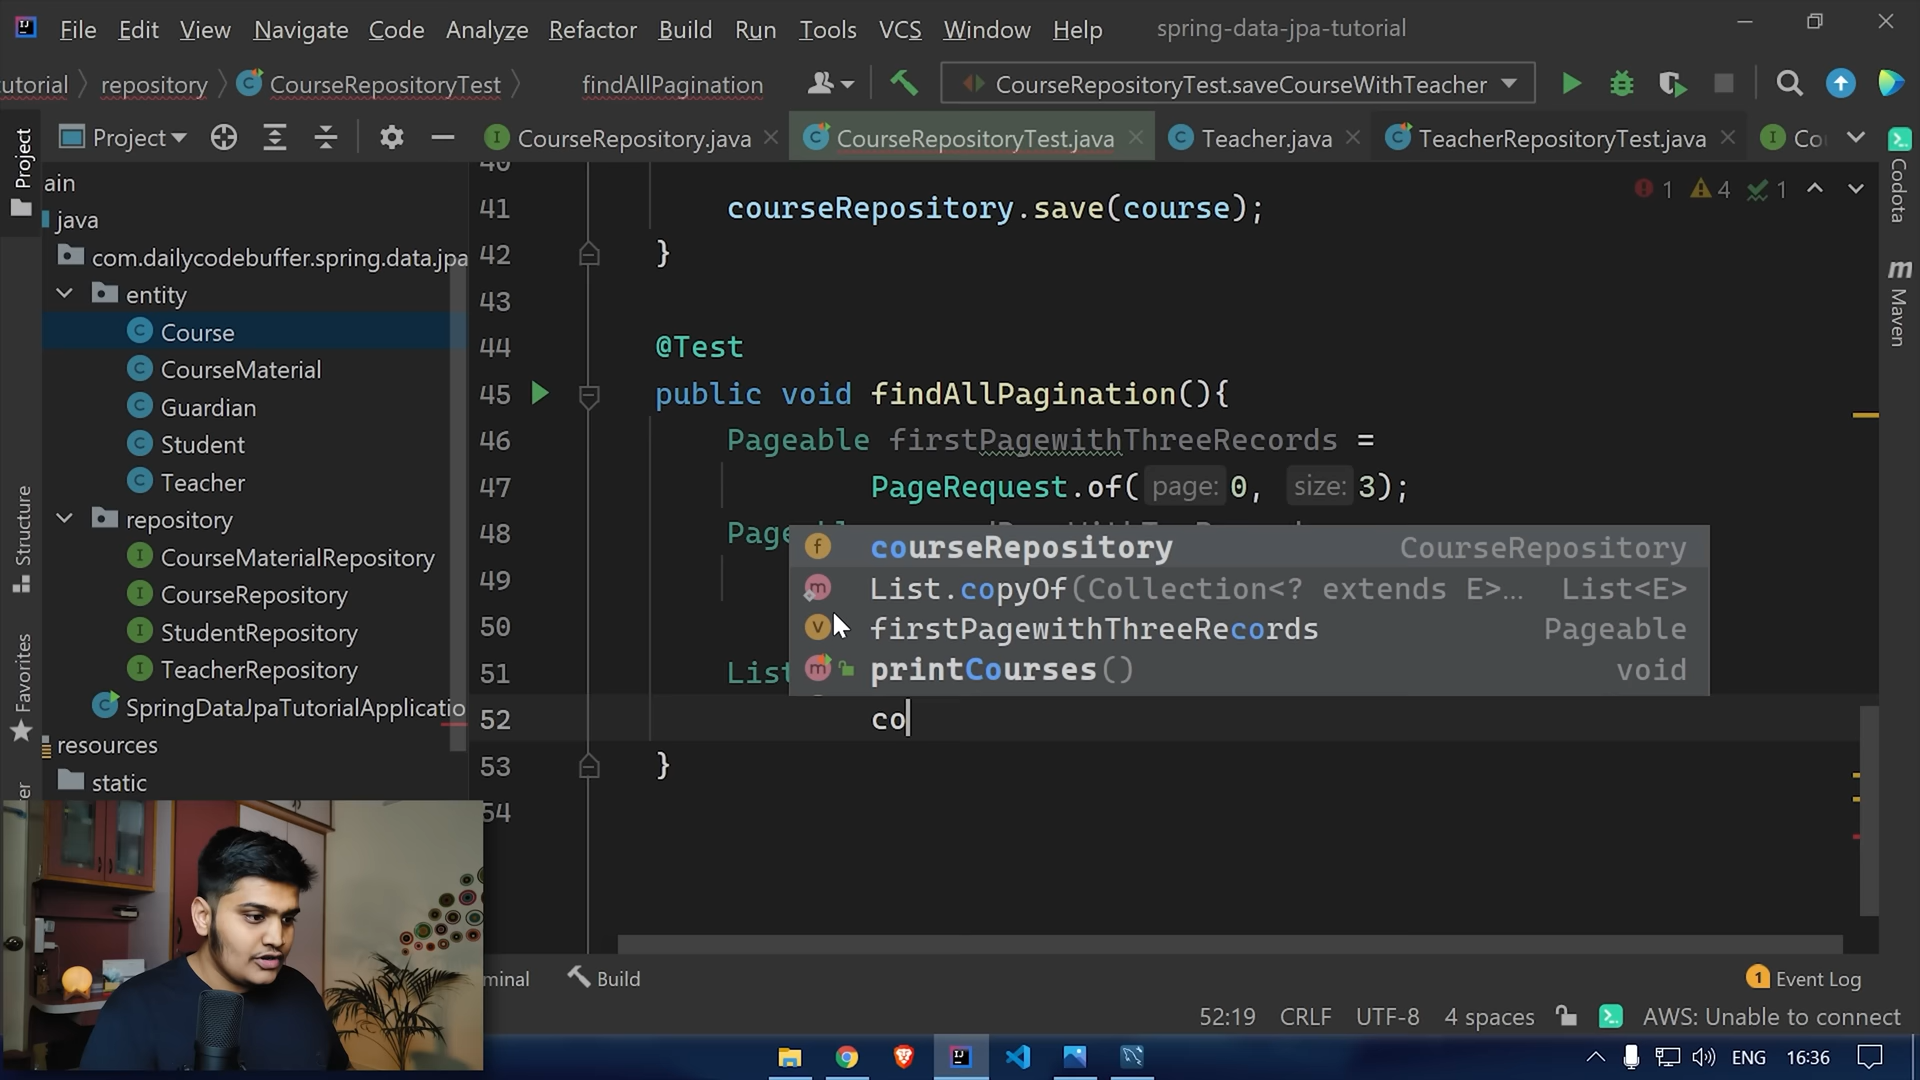 File Edit View Navigate Code Analyze Refactor Build Run Tools VCS Window Help spring-data-jpa-tutorial
utorial repository CourseRepositoryTest findAllPagination CourseRepositoryTest.saveCourseWithTeacher
Project CourseRepository.java CourseRepositoryTest.java Teacher.java TeacherRepositoryTest.java Co
Project
Structure
Favorites
er
ain
java
com.dailycodebuffer.spring.data.jpa
entity
Course
CourseMaterial
Guardian
Student
Teacher
repository
CourseMaterialRepository
CourseRepository
StudentRepository
TeacherRepository
SpringDataJpaTutorialApplicatio
resources
static
1 4 1
40
41 courseRepository.save(course);
42 }
43
44 @Test
45 public void findAllPagination(){
46 Pageable firstPagewithThreeRecords =
47 PageRequest.of( page: 0, size: 3);
48 Page
49
50
51 List
52 co
53 }
54
courseRepository CourseRepository
List.copyOf(Collection<? extends E>… List<E>
firstPagewithThreeRecords Pageable
printCourses() void
Codota
m Maven
minal Build 1 Event Log
52:19 CRLF UTF-8 4 spaces AWS: Unable to connect
ENG 16:36